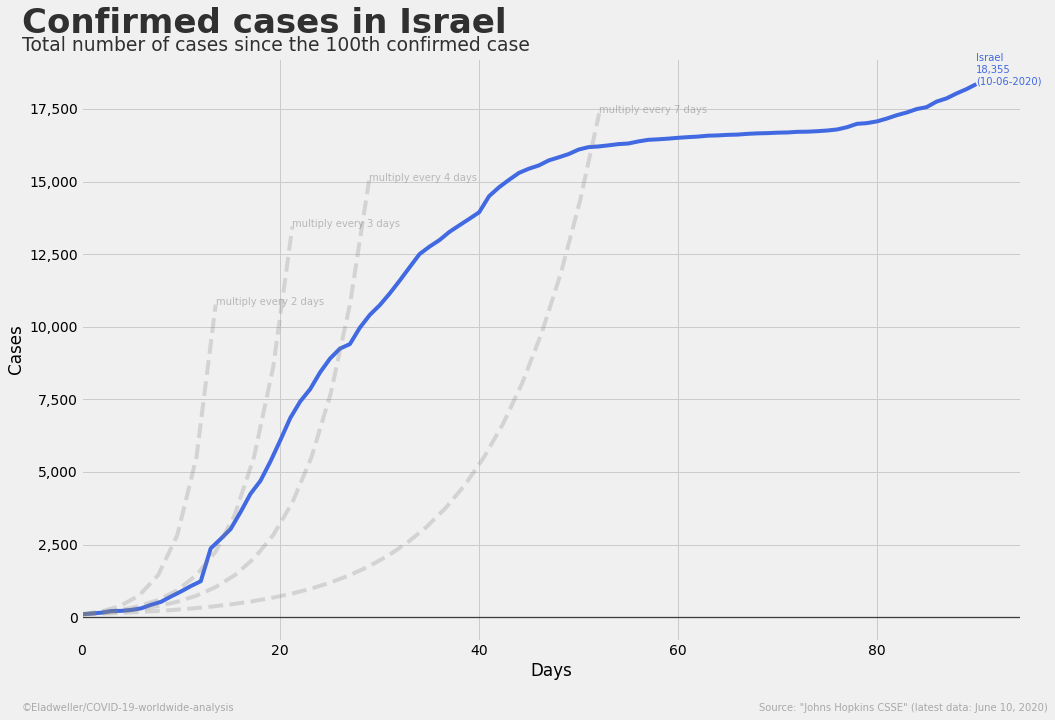 Confirmed cases in Israel
Total number of cases since the 100th confirmed case
Israel
18,355
(10-06-2020)
17,500
multiply every 7 days
15,000
multiply every 4 days
multiply every 3 days
12,500
multiply every 2 days
10,000
Cases
7,500
5,000
2,500
0
0
20
40
60
80
Days
©Eladweller/COVID-19-worldwide-analysis
Source: "Johns Hopkins CSSE" (latest data: June 10, 2020)